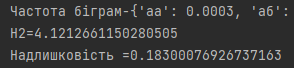 Частота біграм-{'аа': 0.0003, 'аб':
H2=4.1212661150280505
Надлишковість =0.18300076926737163